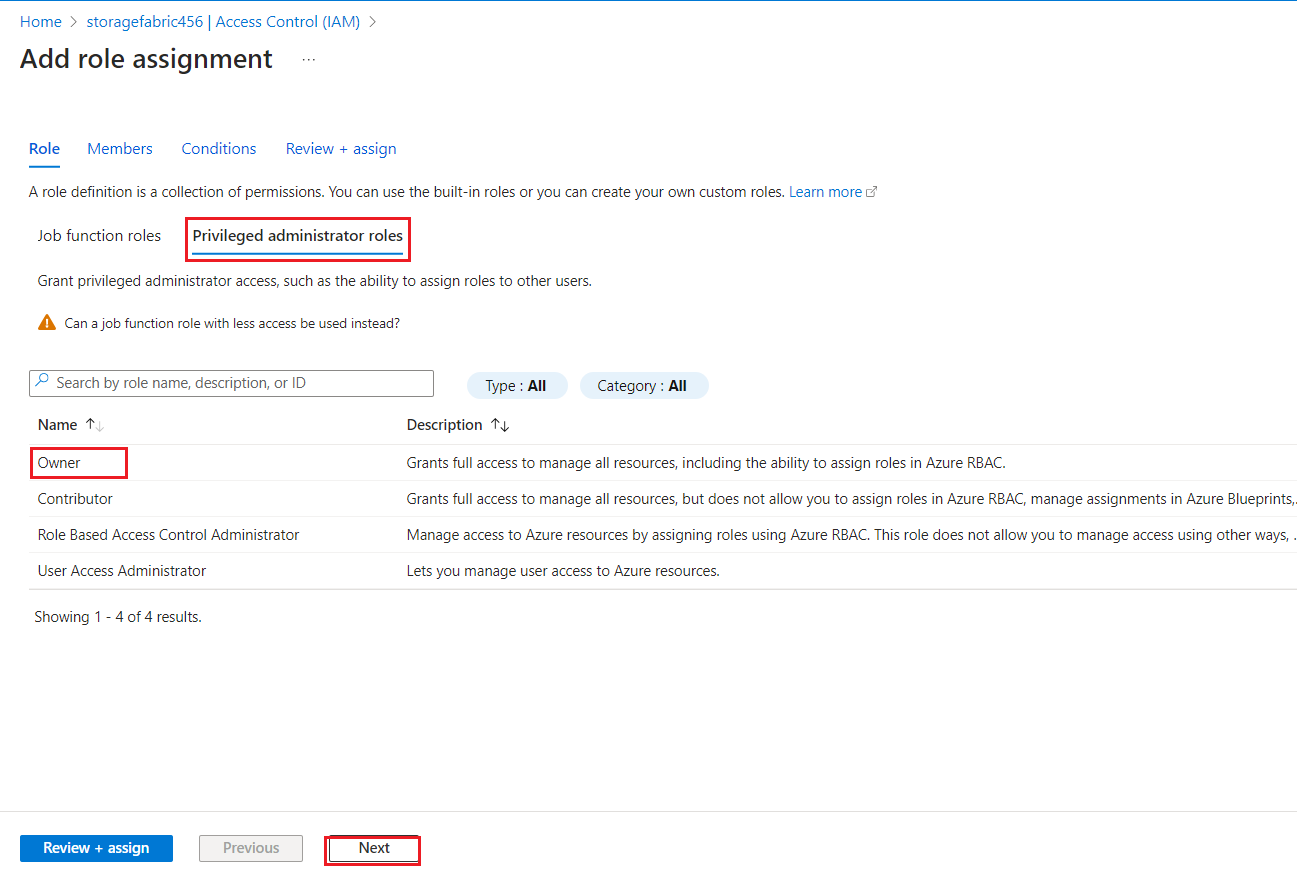 Home > storagefabric456 | Access Control (IAM) >
Add role assignment ...
Role Members Conditions Review + assign
A role definition is a collection of permissions. You can use the built-in roles or you can create your own custom roles. Learn more
Job function roles Privileged administrator roles
Grant privileged administrator access, such as the ability to assign roles to other users.
Can a job function role with less access be used instead?
Search by role name, description, or ID Type : All Category : All
Name ↑↓ Description ↑↓
Owner Grants full access to manage all resources, including the ability to assign roles in Azure RBAC.
Contributor Grants full access to manage all resources, but does not allow you to assign roles in Azure RBAC, manage assignments in Azure Blueprints,.
Role Based Access Control Administrator Manage access to Azure resources by assigning roles using Azure RBAC. This role does not allow you to manage access using other ways, .
User Access Administrator Lets you manage user access to Azure resources.
Showing 1 - 4 of 4 results.
Review + assign Previous Next